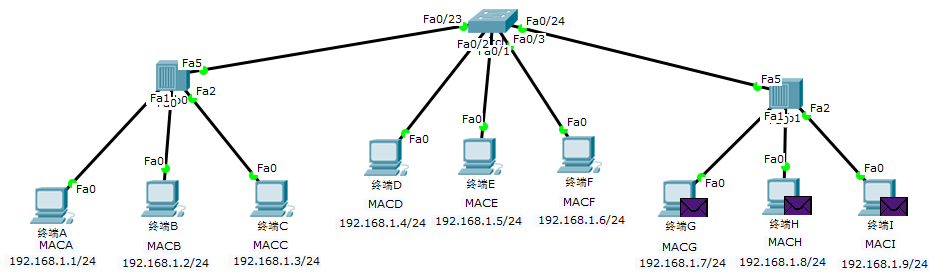 Fa0/23
Fa0/24
Fa0/3
Fa0/2
Fa0/1
Fa5
Fa1
Fa0
Fa2
Fa5
Fa1
Fa2
Fa0
Fa0
Fa0
Fa0
Fa0
Fa0
Fa0
Fa0
Fa0
终端A
MACA
192.168.1.1/24
终端B
MACB
192.168.1.2/24
终端C
MACC
192.168.1.3/24
终端D
MACD
192.168.1.4/24
终端E
MACE
192.168.1.5/24
终端F
MACF
192.168.1.6/24
终端G
MACG
192.168.1.7/24
终端H
MACH
192.168.1.8/24
终端I
MACI
192.168.1.9/24